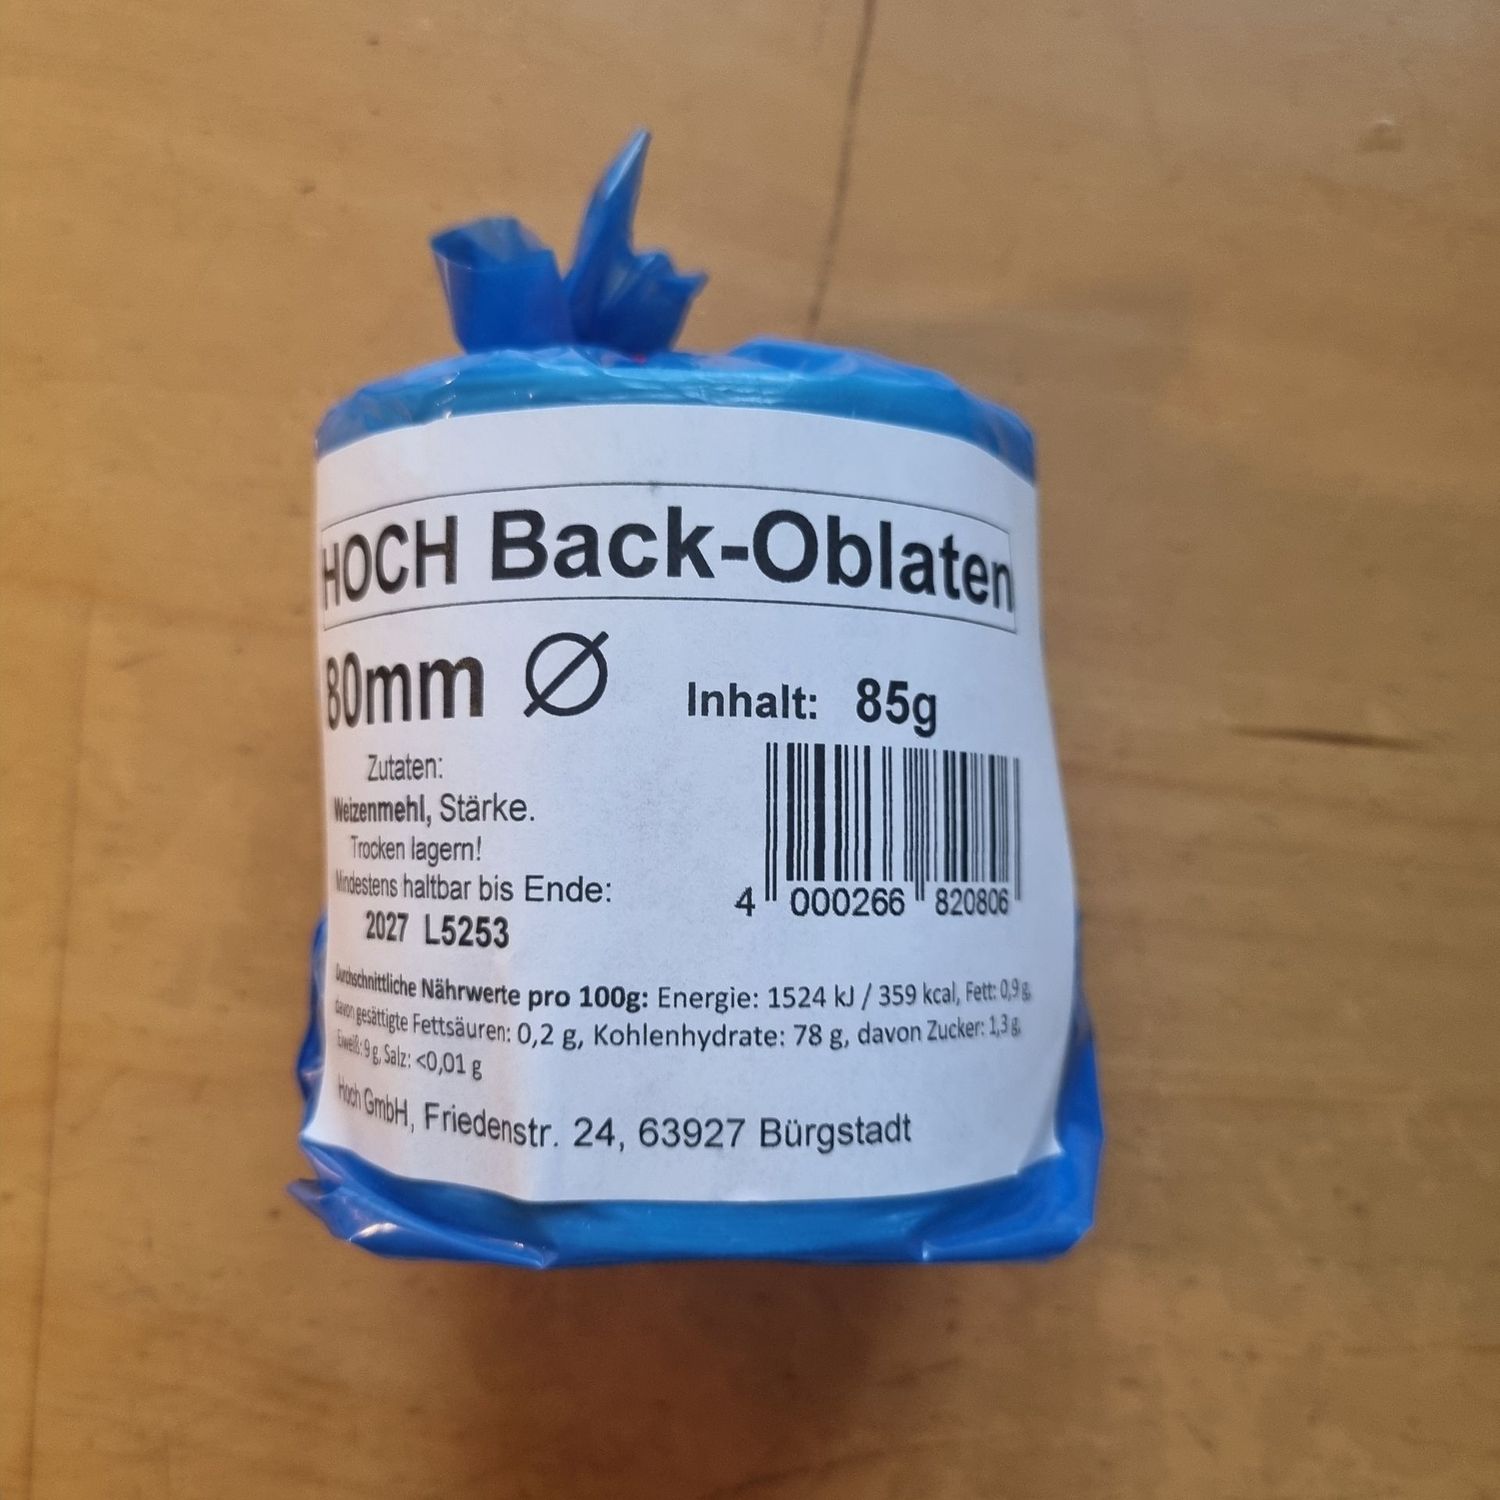 HOCH Back-Oblaten
80mm Ø Inhalt: 85g
Zutaten:
Weizenmehl, Stärke.
Trocken lagern!
Mindestens haltbar bis Ende:
2027 L5253
4 000266 820806
Durchschnittliche Nährwerte pro 100g: Energie: 1524 kJ / 359 kcal, Fett: 0,9 g,
davon gesättigte Fettsäuren: 0,2 g, Kohlenhydrate: 78 g, davon Zucker: 1,3 g,
Eiweiß: 9 g, Salz: <0,01 g
Hoch GmbH, Friedenstr. 24, 63927 Bürgstadt